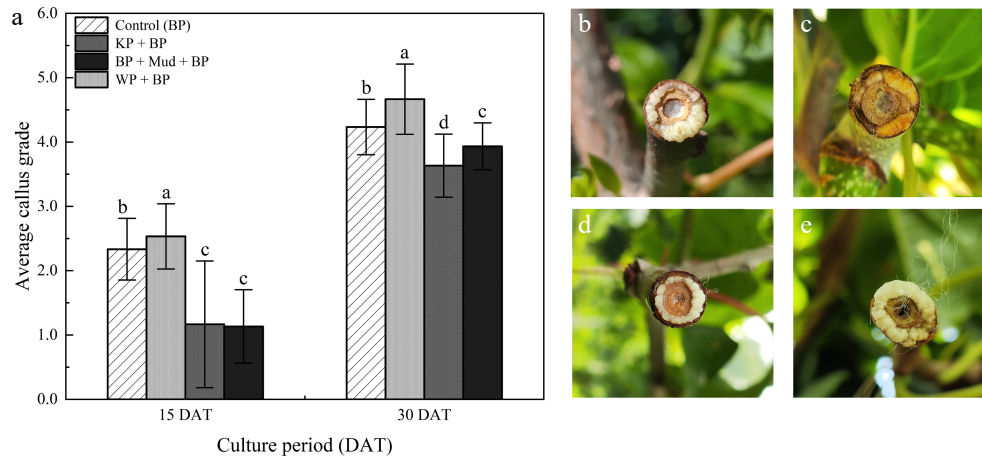 a
6.0
5.0
4.0
3.0
2.0
1.0
0.0
Average callus grade
Control (BP)
KP + BP
BP + Mud + BP
WP + BP
b
a
c
c
b
a
d
c
15 DAT
30 DAT
Culture period (DAT)
b
c
d
e